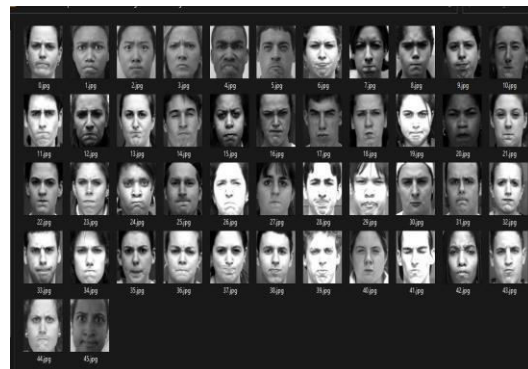 0.jpg 1.jpg 2.jpg 3.jpg 4.jpg 5.jpg 6.jpg 7.jpg 8.jpg 9.jpg 10.jpg
11.jpg 12.jpg 13.jpg 14.jpg 15.jpg 16.jpg 17.jpg 18.jpg 19.jpg 20.jpg 21.jpg
22.jpg 23.jpg 24.jpg 25.jpg 26.jpg 27.jpg 28.jpg 29.jpg 30.jpg 31.jpg 32.jpg
33.jpg 34.jpg 35.jpg 36.jpg 37.jpg 38.jpg 39.jpg 40.jpg 41.jpg 42.jpg 43.jpg
44.jpg 45.jpg